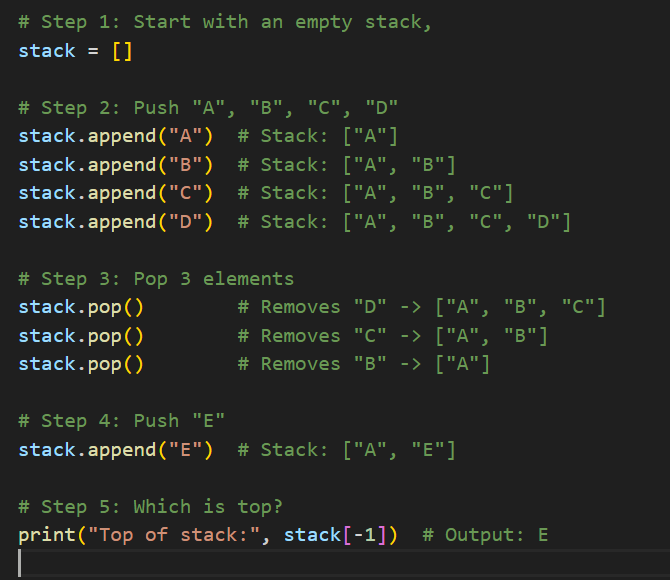 # Step 1: Start with an empty stack,
stack = []
# Step 2: Push "A", "B", "C", "D"
stack.append("A")  # Stack: ["A"]
stack.append("B")  # Stack: ["A", "B"]
stack.append("C")  # Stack: ["A", "B", "C"]
stack.append("D")  # Stack: ["A", "B", "C", "D"]
# Step 3: Pop 3 elements
stack.pop()        # Removes "D" -> ["A", "B", "C"]
stack.pop()        # Removes "C" -> ["A", "B"]
stack.pop()        # Removes "B" -> ["A"]
# Step 4: Push "E"
stack.append("E")  # Stack: ["A", "E"]
# Step 5: Which is top?
print("Top of stack:", stack[-1])  # Output: E